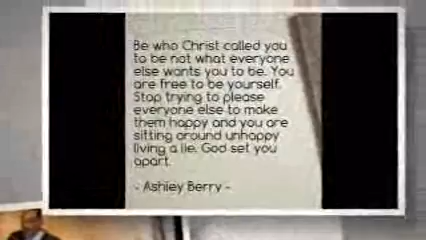 Be who Christ called you
to be not what everyone
else wants you to be. You
are free to be yourself.
Stop trying to please
everyone else to make
them happy and you are
sitting around unhappy
living a lie. God set you
apart.
- Ashley Berry -